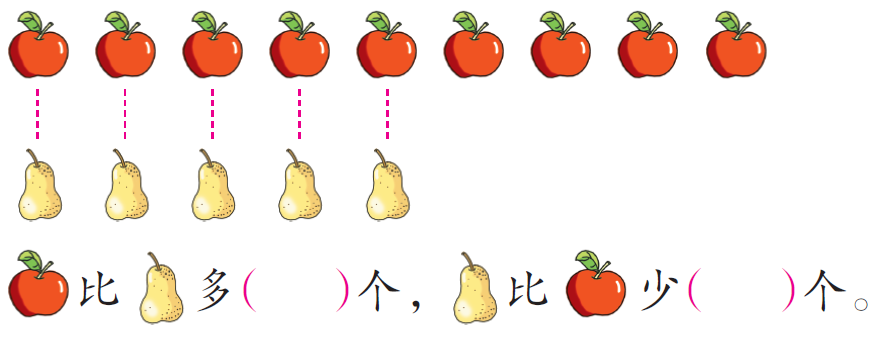 比 多( )个, 比 少( )个。